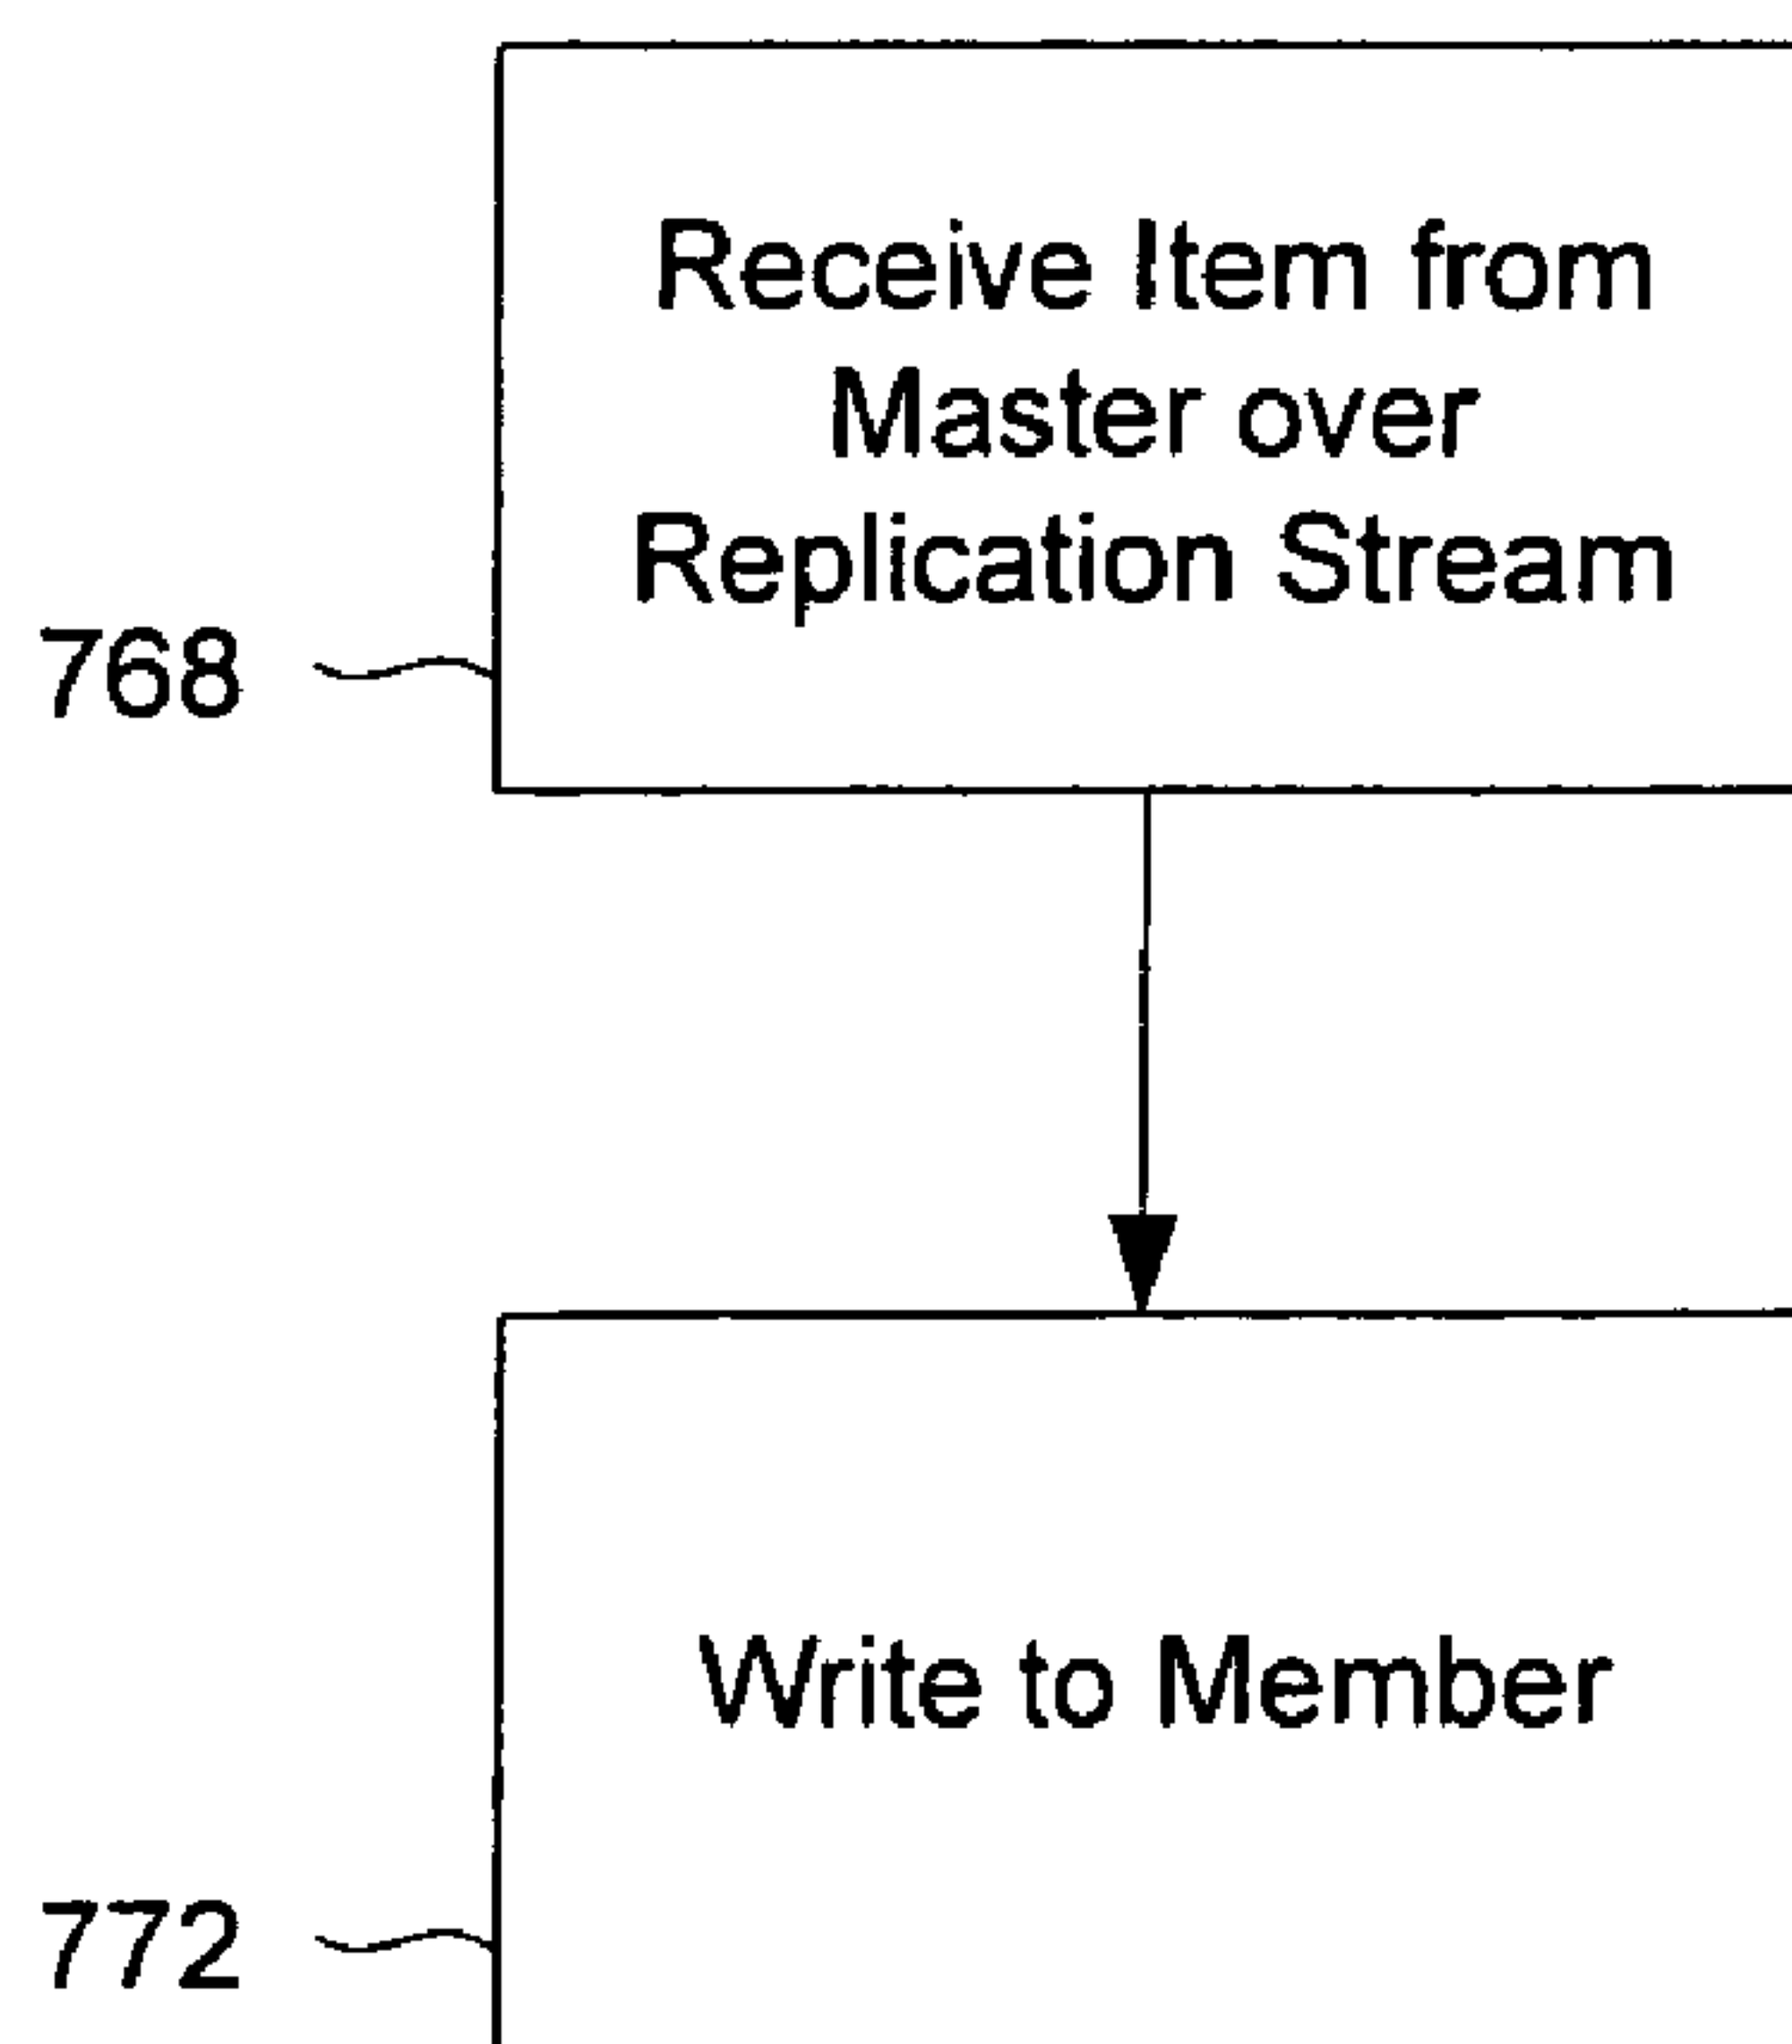 Receive Item from
Master over
Replication Stream
768
Write to Member
772